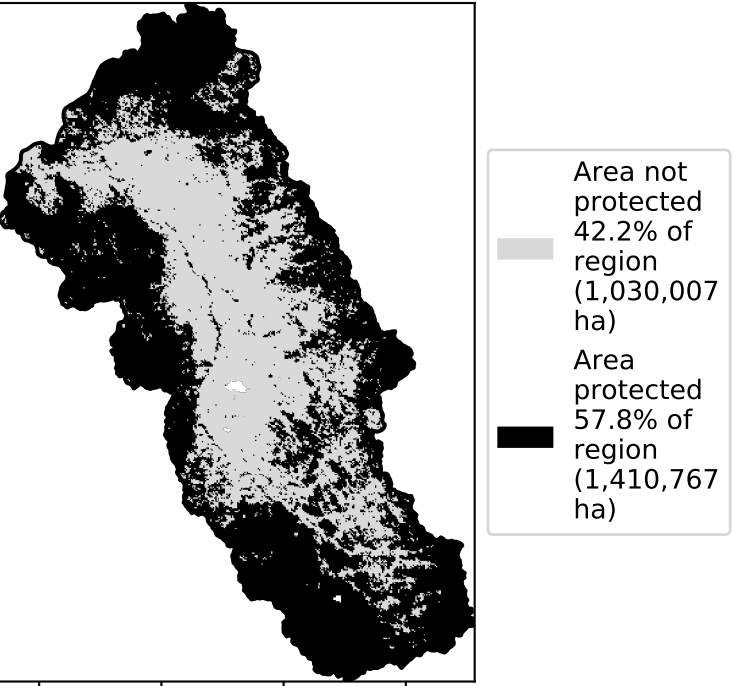 Area not
protected
42.2% of
region
(1,030,007
ha)
Area
protected
57.8% of
region
(1,410,767
ha)